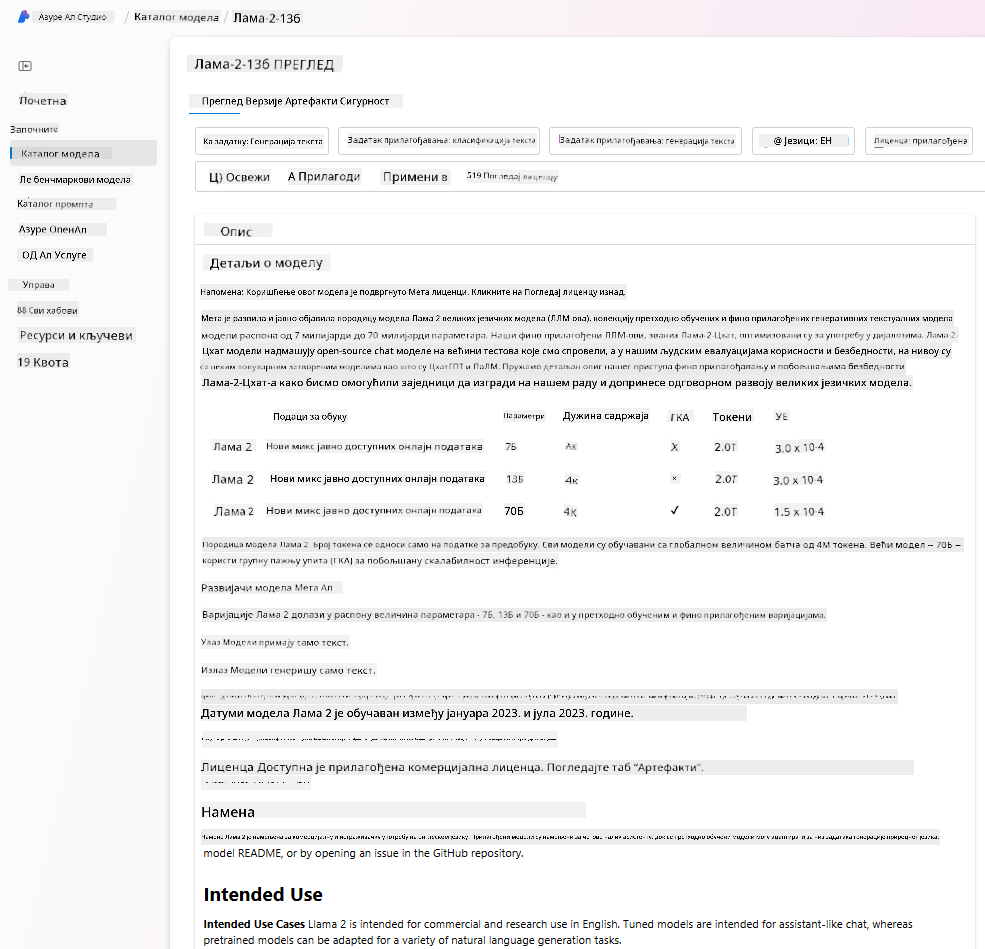 Азуре Ал Студио / Каталог модела / Лама-2-13б
Лама-2-13б ПРЕГЛЕД
Почетна
Преглед Верзије Артефакти Сигурност
Започните
Ка задатку: Генерација текста
Задатак прилагођавања: класификација текста
Задатак прилагођавања: генерација текста
@ Језици: ЕН
Лиценца: прилагођена
Каталог модела
Ле бенчмаркови модела
Ц) Освежи
А Прилагоди
Примени в
519 Погледај лиценцу
Каталог промпта
Азуре ОпенАл
Опис
ОД Ал Услуге
Детаљи о моделу
Управа
Напомена: Коришћење овог модела је подвргнуто Мета лиценци. Кликните на Погледај лиценцу изнад.
88 Сви хабови
Ресурси и кључеви
19 Квота
Мета је развила и јавно објавила породицу модела Лама 2 великих језичких модела (ЛЛМ-ова), колекцију претходно обучених и фино прилагођених генеративних текстуалних модела
модели распона од 7 милијарди до 70 милијарди параметара. Наши фино прилагођени ЛЛМ-ови, званих Лама-2-Цхат, оптимизовани су за употребу у дијалозима. Лама-2-
Цхат модели надмашују open-source chat моделе на већини тестова које смо спровели, а у нашим људским евалуацијама корисности и безбедности, на нивоу су
са неким популарним затвореним моделима као што су ЦхатГПТ и ПаЛМ. Пружамо детаљан опис нашег приступа фино прилагођавању и побољшањима безбедности
Лама-2-Цхат-а како бисмо омогућили заједници да изгради на нашем раду и допринесе одговорном развоју великих језичких модела.
Подаци за обуку Параметри Дужина садржаја ГКА Токени УЕ
Лама 2 Нови микс јавно доступних онлајн података 7Б 4к X 2.0Т 3.0 x 10-4
Лама 2 Нови микс јавно доступних онлајн података 13Б 4к × 2.0Т 3.0 x 10-4
Лама 2 Нови микс јавно доступних онлајн података 70Б 4К ✓ 2.0Т 1.5 x 10-4
Породица модела Лама 2. Број токена се односи само на податке за предобуку. Сви модели су обучавани са глобалном величином батча од 4М токена. Већи модел -- 70Б --
користи групну пажњу упита (ГКА) за побољшану скалабилност инференције.
Развијачи модела Мета Ал
Варијације Лама 2 долази у распону величина параметара - 7Б, 13Б и 70Б - као и у претходно обученим и фино прилагођеним варијацијама.
Улаз Модели примају само текст.
Излаз Модели генеришу само текст.
Датуми модела Лама 2 је обучаван између јануара 2023. и јула 2023. године.
Лиценца Доступна је прилагођена комерцијална лиценца. Погледајте таб “Артефакти”.
Намена
model README, or by opening an issue in the GitHub repository.
Intended Use
Intended Use Cases Llama 2 is intended for commercial and research use in English. Tuned models are intended for assistant-like chat, whereas
pretrained models can be adapted for a variety of natural language generation tasks.